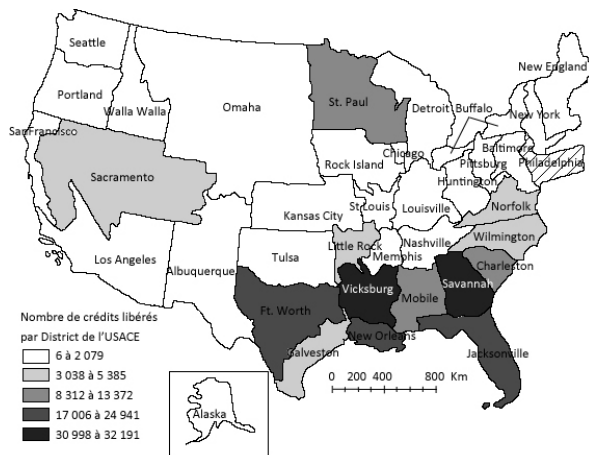 Seattle
New England
Portland
Walla Walla
Omaha
St. Paul
Detroit Buffalo
New York
SanFrancisco
Chicago
Baltimore
Rock Island
Pittsburg
Philadelphia
Sacramento
Huntington
St Louis
Louisville
Norfolk
Kansas City
Nashville
Wilmington
Little Rock
Memphis
Los Angeles
Tulsa
Charleston
Albuquerque
Vicksburg
Savannah
Mobile
Ft. Worth
New Orleans
Galveston
Jacksonville
Nombre de crédits libérés
par District de l'USACE
6 à 2 079
3 038 à 5 385
8 312 à 13 372
17 006 à 24 941
30 998 à 32 191
0 200 400 600 800 Km
Alaska